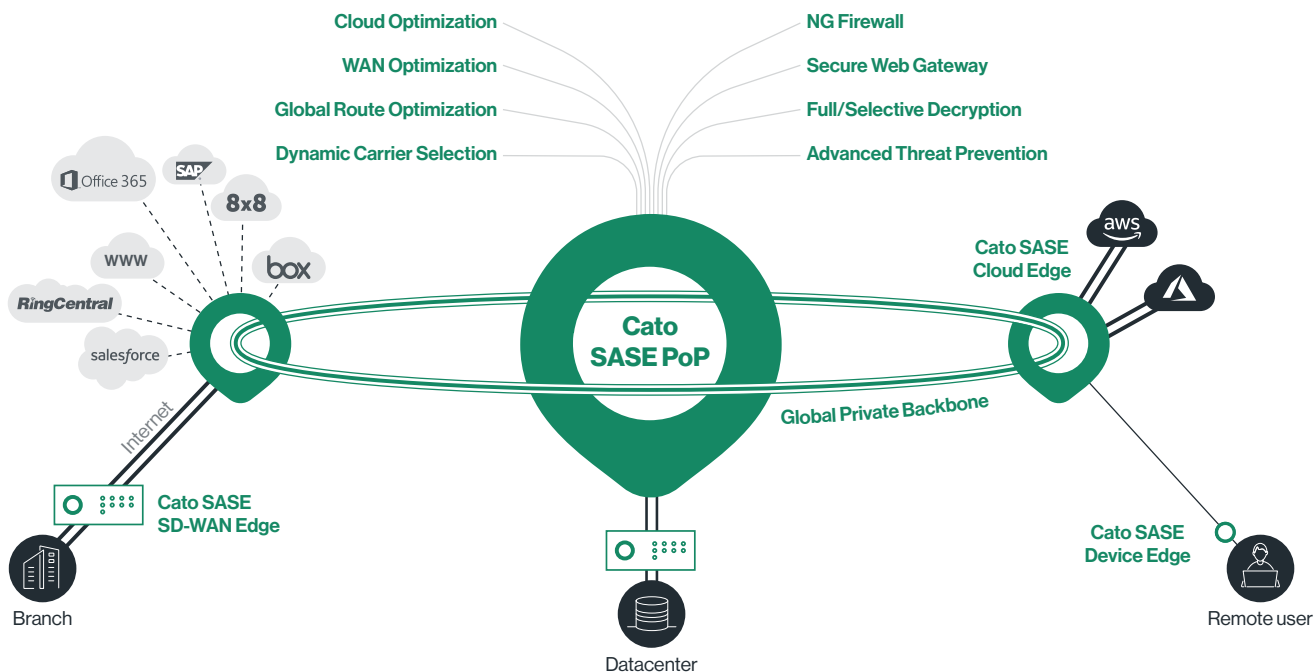 Cloud Optimization
WAN Optimization
Global Route Optimization
Dynamic Carrier Selection
NG Firewall
Secure Web Gateway
Full/Selective Decryption
Advanced Threat Prevention
Office 365
SAP
8x8
www
box
RingCentral
salesforce
Internet
Cato SASE
SD-WAN Edge
Branch
Cato
SASE PoP
Global Private Backbone
Datacenter
Cato SASE
Cloud Edge
aws
Cato SASE
Device Edge
Remote user